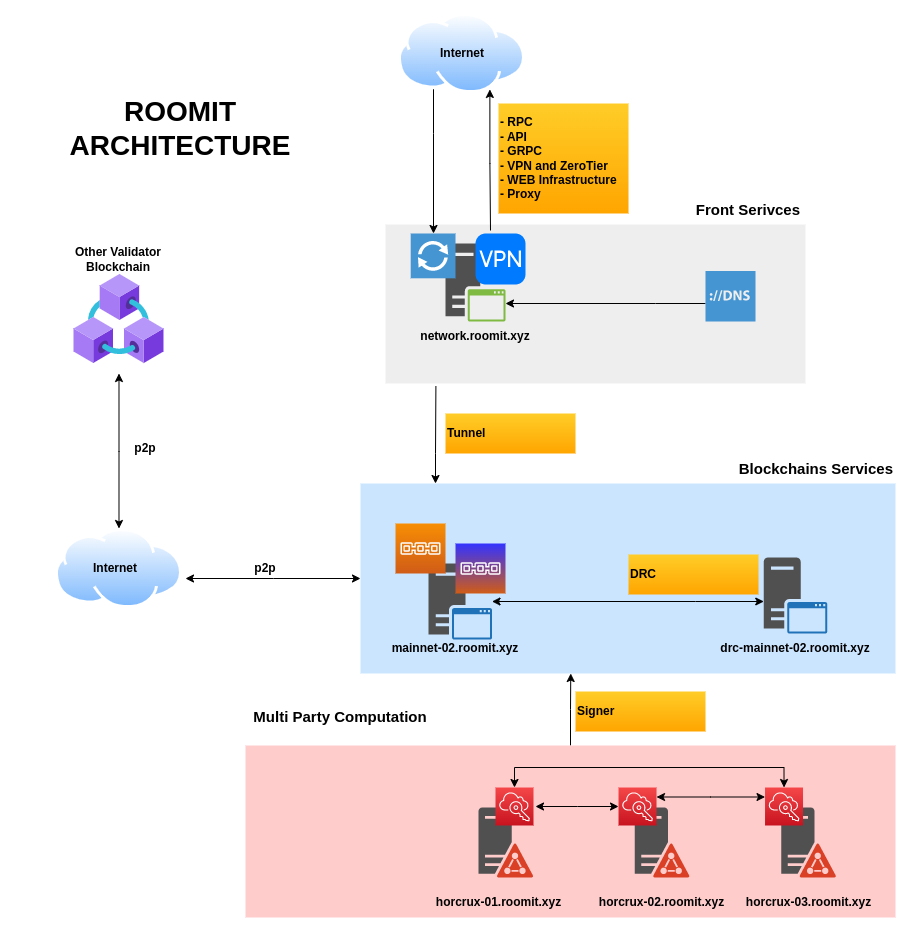 Internet
ROOMIT
ARCHITECTURE
- RPC
- API
- GRPC
- VPN and ZeroTier
- WEB Infrastructure
- Proxy
Front Serivces
Other Validator
Blockchain
VPN
://DNS
network.roomit.xyz
Tunnel
p2p
Blockchains Services
Internet
p2p
DRC
mainnet-02.roomit.xyz
drc-mainnet-02.roomit.xyz
Signer
Multi Party Computation
horcrux-01.roomit.xyz
horcrux-02.roomit.xyz
horcrux-03.roomit.xyz